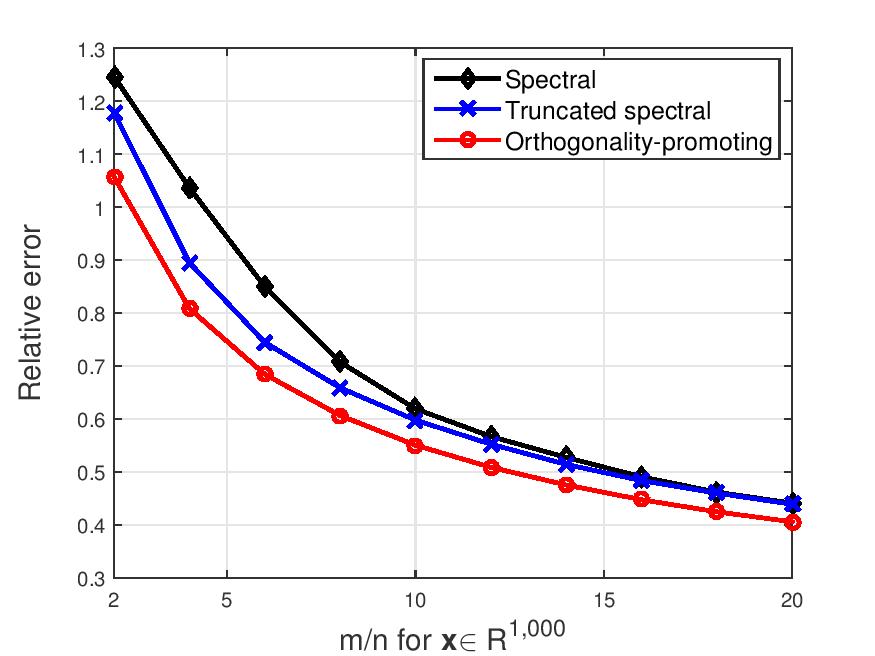 1.3
1.2
1.1
1
0.9
0.8
0.7
0.6
0.5
0.4
0.3
Relative error
Spectral
Truncated spectral
Orthogonality-promoting
2 5 10 15 20
m/n for x∈ R^1,000